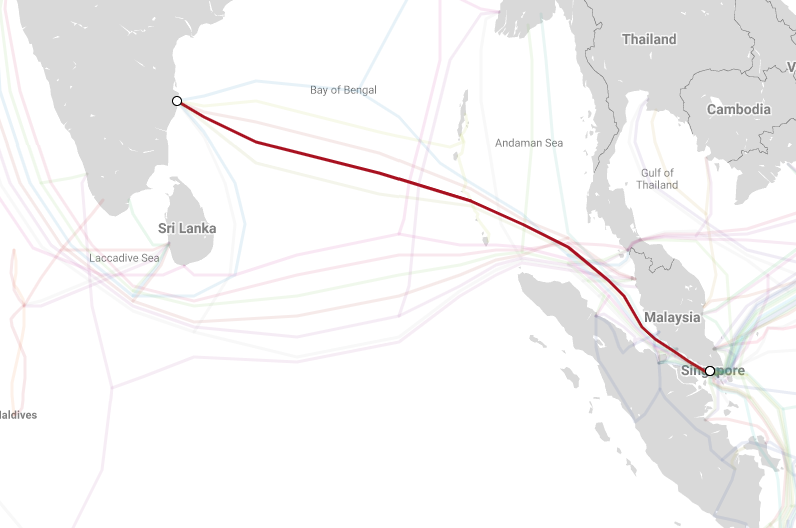 Thailand
V
Bay of Bengal
Cambodia
Andaman Sea
Gulf of
Thailand
Sri Lanka
Laccadive Sea
Malaysia
Singapore
aldives